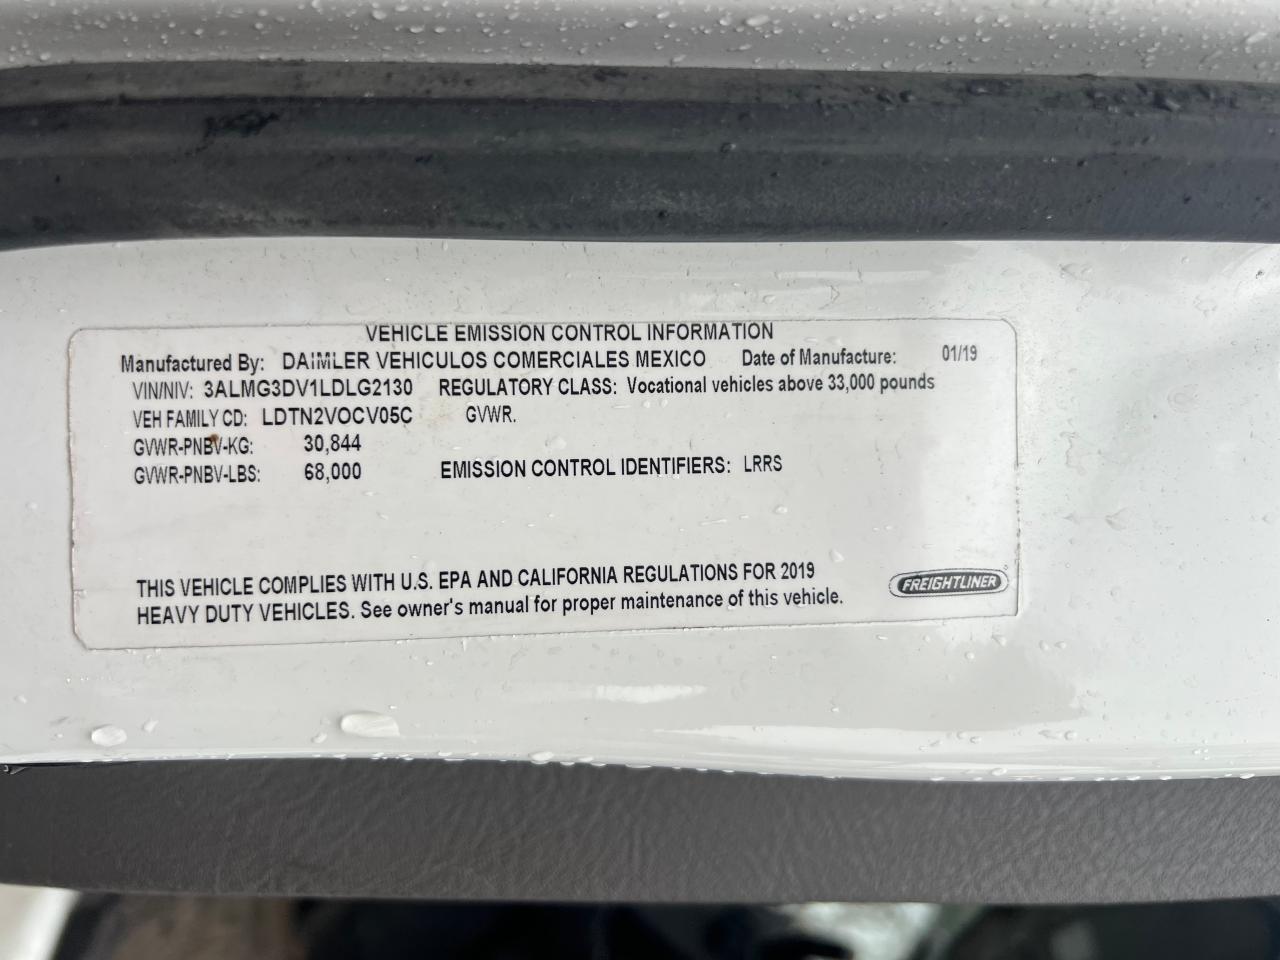 VEHICLE EMISSION CONTROL INFORMATION
Manufactured By: DAIMLER VEHICULOS COMERCIALES MEXICO Date of Manufacture: 01/19
VIN/NIV: 3ALMG3DV1LDLG2130 REGULATORY CLASS: Vocational vehicles above 33,000 pounds
VEH FAMILY CD: LDTN2VOCV05C GVWR.
GVWR-PNBV-KG: 30,844
GVWR-PNBV-LBS: 68,000 EMISSION CONTROL IDENTIFIERS: LRRS
THIS VEHICLE COMPLIES WITH U.S. EPA AND CALIFORNIA REGULATIONS FOR 2019
HEAVY DUTY VEHICLES. See owner's manual for proper maintenance of this vehicle.
FREIGHTLINER